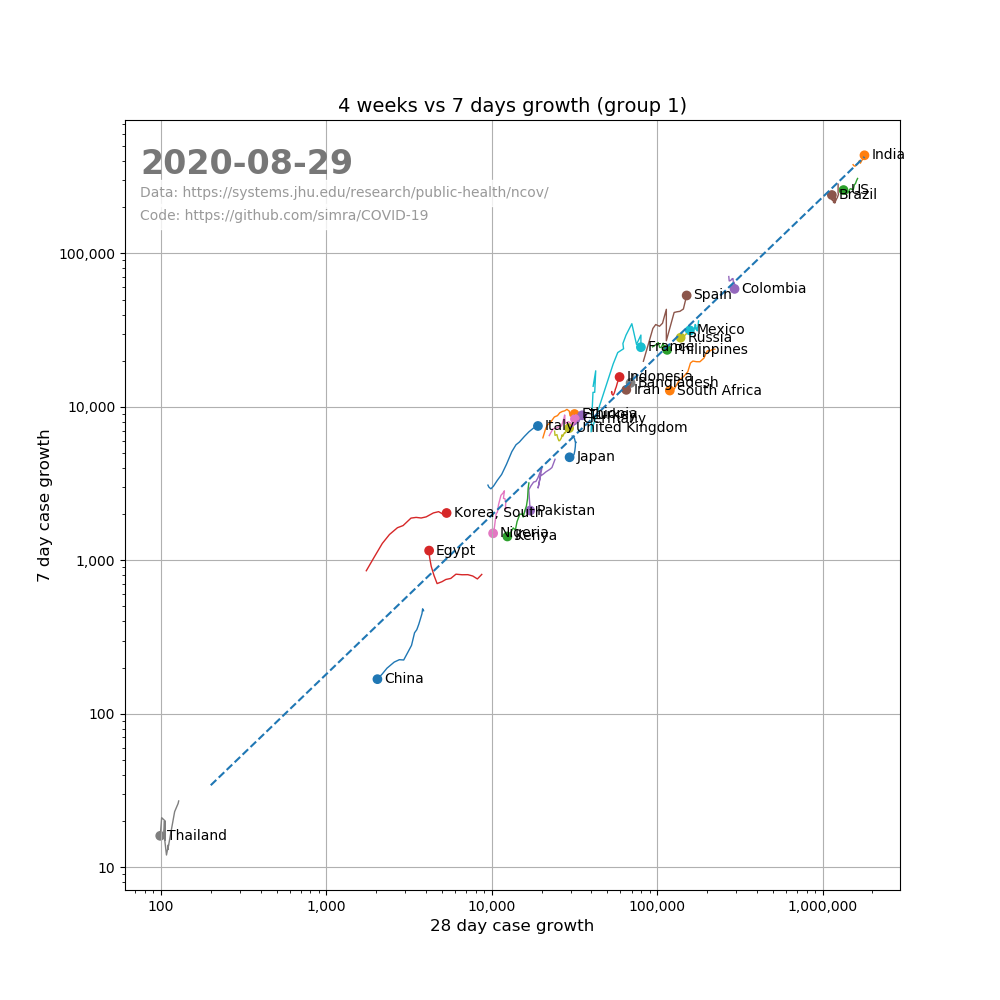 4 weeks vs 7 days growth (group 1)
2020-08-29
Data: https://systems.jhu.edu/research/public-health/ncov/
Code: https://github.com/simra/COVID-19
7 day case growth
100,000
10,000
1,000
100
10
India
US
Brazil
Colombia
Spain
Mexico
Russia
France
Philippines
Indonesia
Bangladesh
Iran
South Africa
Turkey
Germany
Italy
United Kingdom
Japan
Korea, South
Pakistan
Nigeria
Kenya
Egypt
China
Thailand
100
1,000
10,000
100,000
1,000,000
28 day case growth